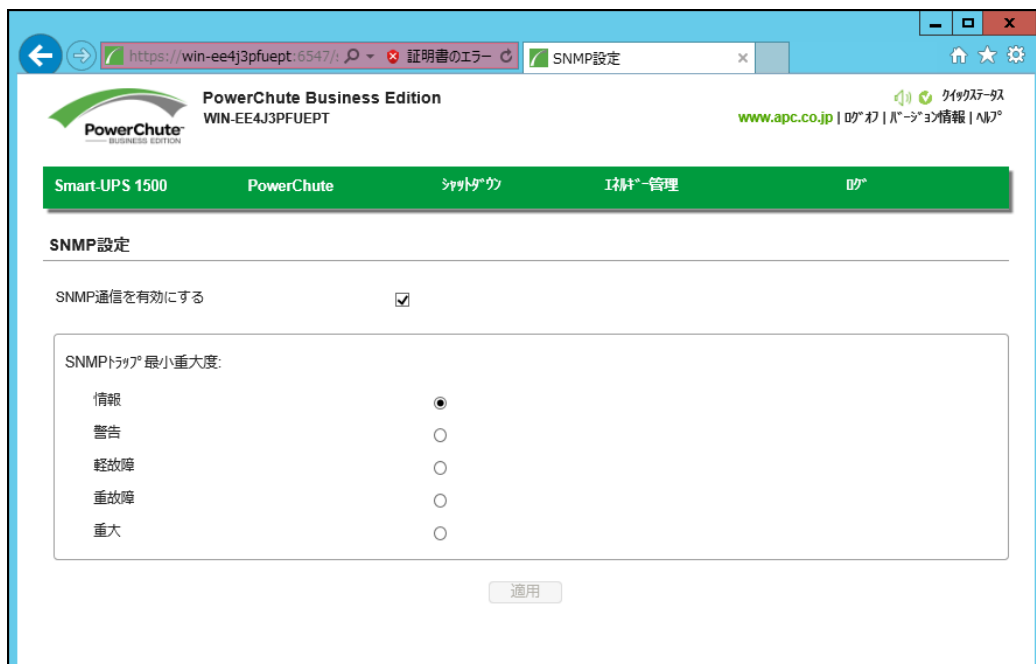 https://win-ee4j3pfuept:6547/: 証明書のエラー SNMP設定
PowerChute Business Edition
WIN-EE4J3PFUEPT
クイックステータス
www.apc.co.jp | ログオフ | バージョン情報 | ヘルプ
PowerChute
BUSINESS EDITION
Smart-UPS 1500 PowerChute シャットダウン エネルギー管理 ログ
SNMP設定
SNMP通信を有効にする
SNMPトラップ最小重大度:
情報
警告
軽故障
重故障
重大
適用